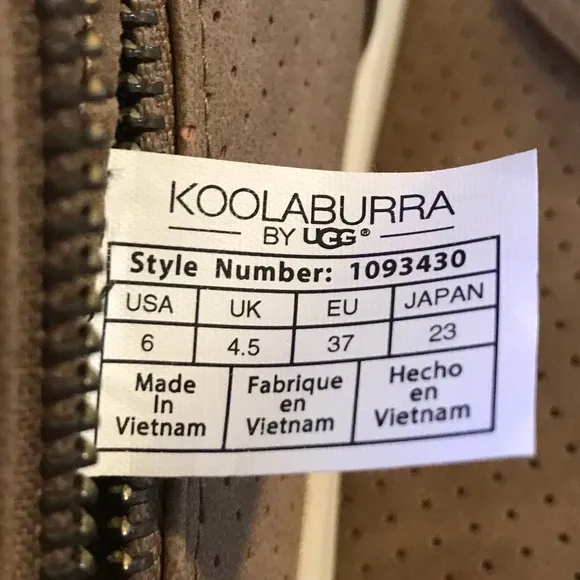 KOOLABURRA
BY UGG®
Style Number: 1093430
USA UK EU JAPAN
6 4.5 37 23
Made Fabrique Hecho
In en en
Vietnam Vietnam Vietnam